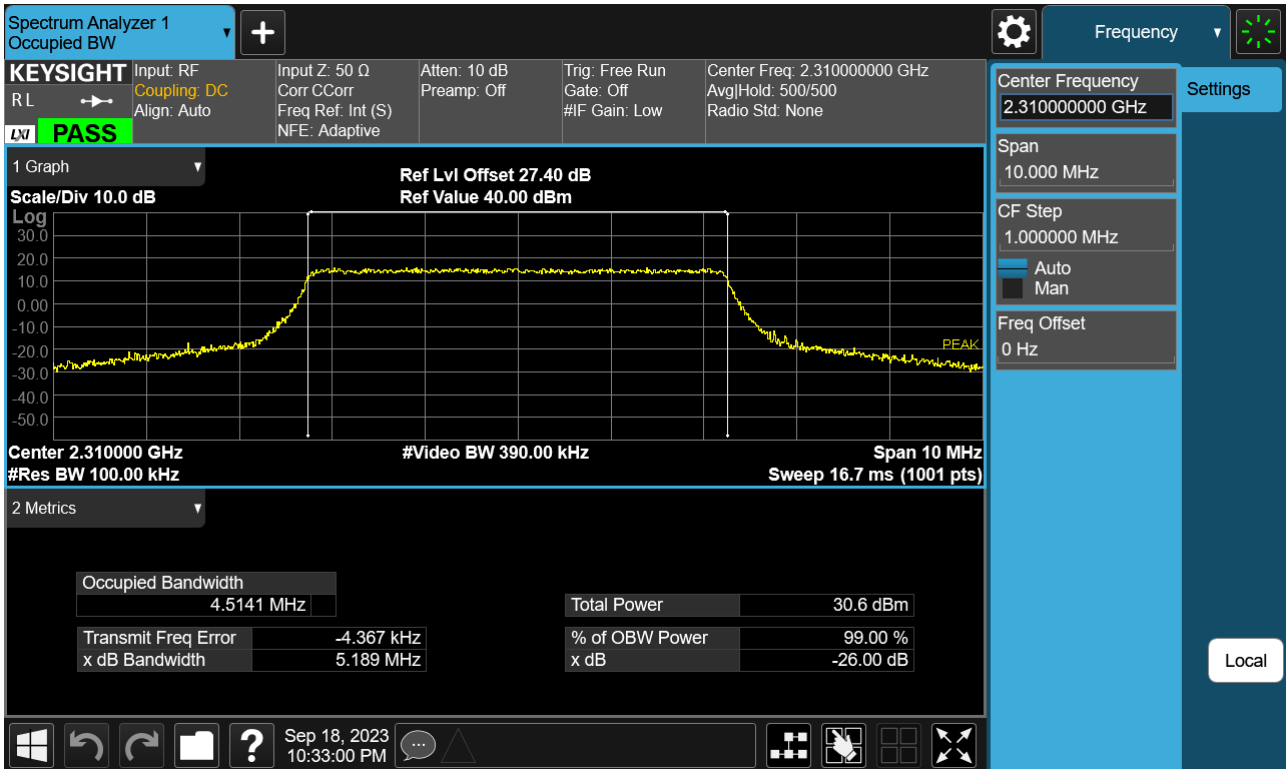 Spectrum Analyzer 1
Occupied BW
Frequency
KEYSIGHT
R L
LXI
PASS
Input: RF
Coupling: DC
Align: Auto
Input Z: 50 Ω
Corr CCorr
Freq Ref: Int (S)
NFE: Adaptive
Atten: 10 dB
Preamp: Off
Trig: Free Run
Gate: Off
#IF Gain: Low
Center Freq: 2.310000000 GHz
Avg|Hold: 500/500
Radio Std: None
Center Frequency
2.310000000 GHz
Settings
Span
10.000 MHz
CF Step
1.000000 MHz
Auto
Man
Freq Offset
0 Hz
Local
1 Graph
Scale/Div 10.0 dB
Ref Lvl Offset 27.40 dB
Ref Value 40.00 dBm
Log
30.0
20.0
10.0
0.00
-10.0
-20.0
-30.0
-40.0
-50.0
PEAK
Center 2.310000 GHz
#Video BW 390.00 kHz
Span 10 MHz
#Res BW 100.00 kHz
Sweep 16.7 ms (1001 pts)
2 Metrics
Occupied Bandwidth
4.5141 MHz
Total Power 30.6 dBm
Transmit Freq Error -4.367 kHz
% of OBW Power 99.00 %
x dB Bandwidth 5.189 MHz
x dB -26.00 dB
Sep 18, 2023
10:33:00 PM